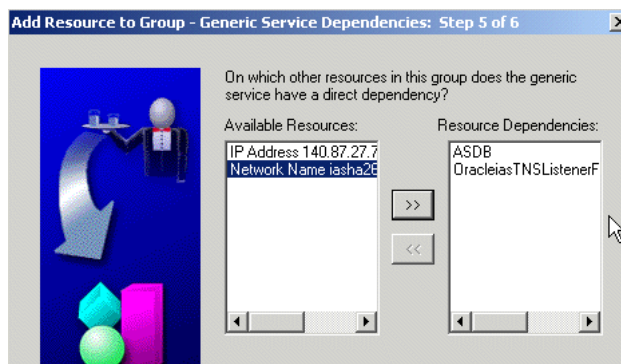 Add Resource to Group - Generic Service Dependencies: Step 5 of 6
On which other resources in this group does the generic
service have a direct dependency?
Available Resources:
Resource Dependencies:
IP Address 140.87.27.7
Network Name iasha26
ASDB
OracleiasTNSListenerF
>>
<<